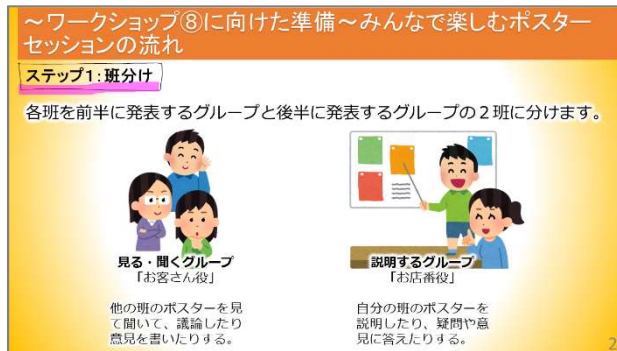 ～ワークショップ⑧に向けた準備～みんなで楽しむポスター
セッションの流れ
ステップ1:班分け
各班を前半に発表するグループと後半に発表するグループの２班に分けます。
見る・聞くグループ
「お客さん役」
他の班のポスターを見
て聞いて、議論したり
意見を書いたりする。
説明するグループ
「お店番役」
自分の班のポスターを
説明したり、疑問や意
見に答えたりする。
2